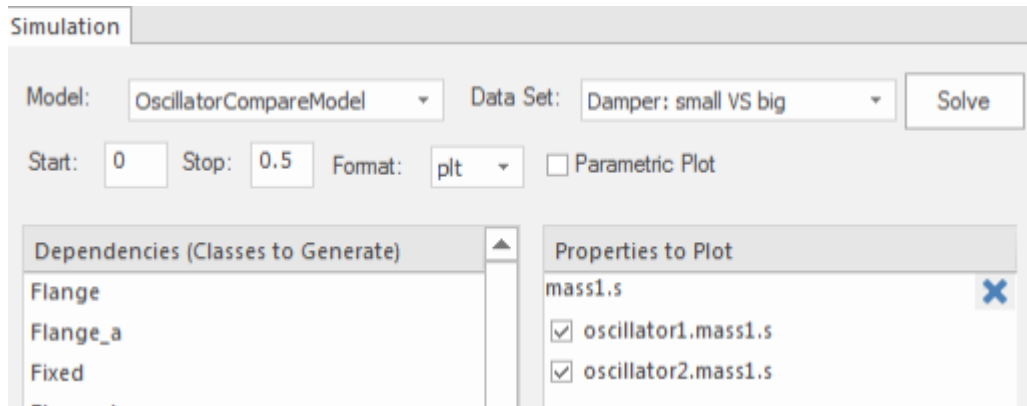 Simulation
Model: OscillatorCompareModel Data Set: Damper: small VS big Solve
Start: 0 Stop: 0.5 Format: plt Parametric Plot
Dependencies (Classes to Generate)
Flange
Flange_a
Fixed
Properties to Plot
mass1.s
oscillator1.mass1.s
oscillator2.mass1.s